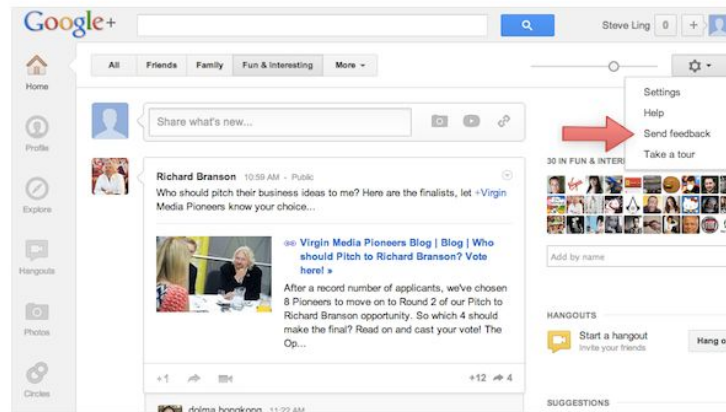 Google+
Steve Ling 0 +
All Friends Family Fun & Interesting More
Settings
Help
Send feedback
Take a tour
Home
Profile
Explore
Hangouts
Photos
Circles
Share what's new...
Richard Branson 10:59 AM - Public
Who should pitch their business ideas to me? Here are the finalists, let +Virgin
Media Pioneers know your choice...
Virgin Media Pioneers Blog | Blog | Who
should Pitch to Richard Branson? Vote
here! »
After a record number of applicants, we've chosen
8 Pioneers to move on to Round 2 of our Pitch to
Richard Branson opportunity. So which 4 should
make the final? Read on and cast your vote! The
Op...
+1
+12 4
dolma hongkong 11:22 AM
30 IN FUN & INTER
Add by name
HANGOUTS
Start a hangout
Invite your friends
Hang o
SUGGESTIONS